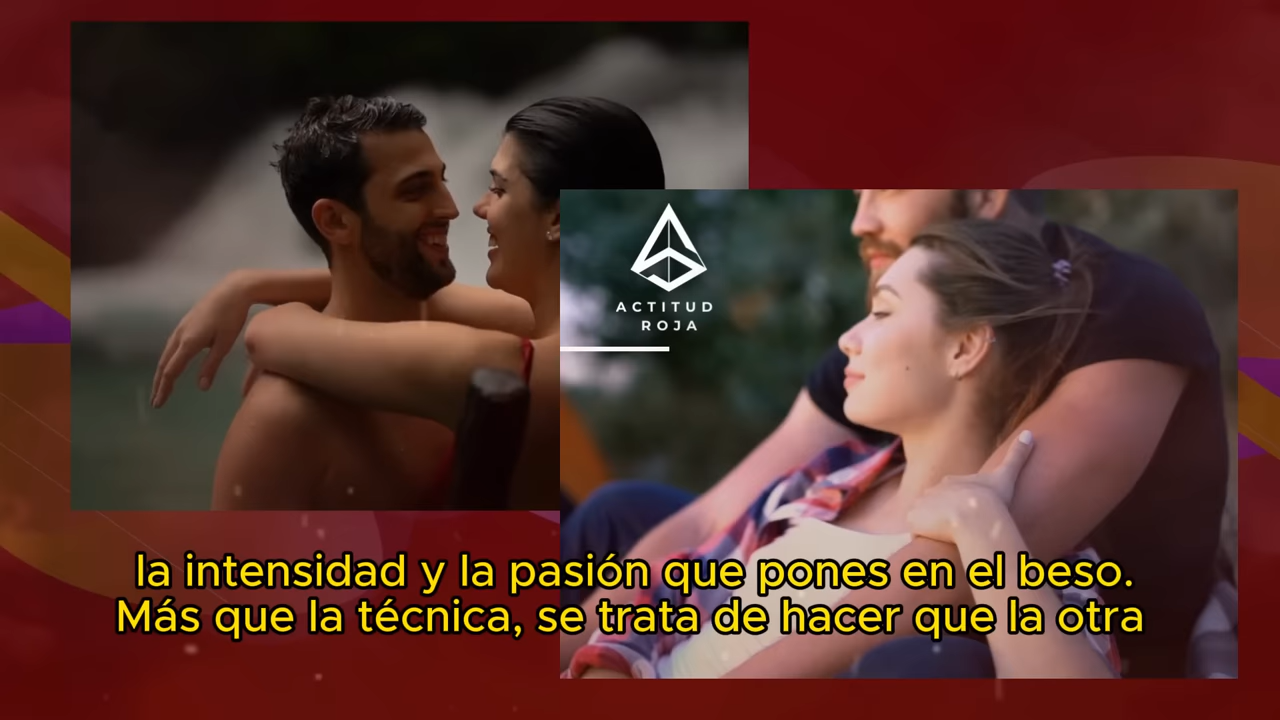 ACTITUD
ROJA
la intensidad y la pasión que pones en el beso.
Más que la técnica, se trata de hacer que la otra